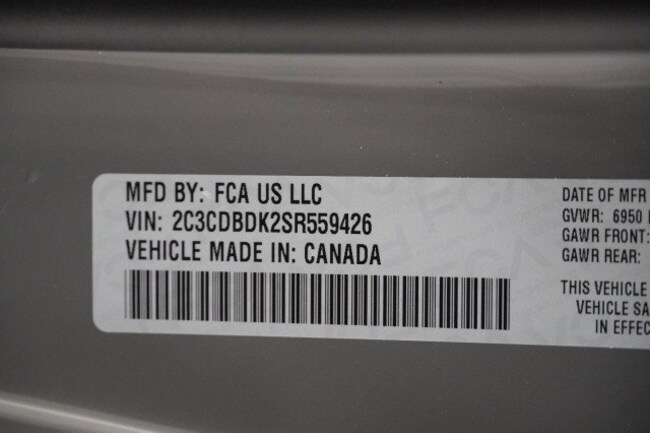 MFD BY: FCA US LLC
VIN: 2C3CDBDK2SR559426
VEHICLE MADE IN: CANADA
DATE OF MFR
GVWR: 6950
GAWR FRONT:
GAWR REAR:
THIS VEHICLE
VEHICLE SA
IN EFFEC